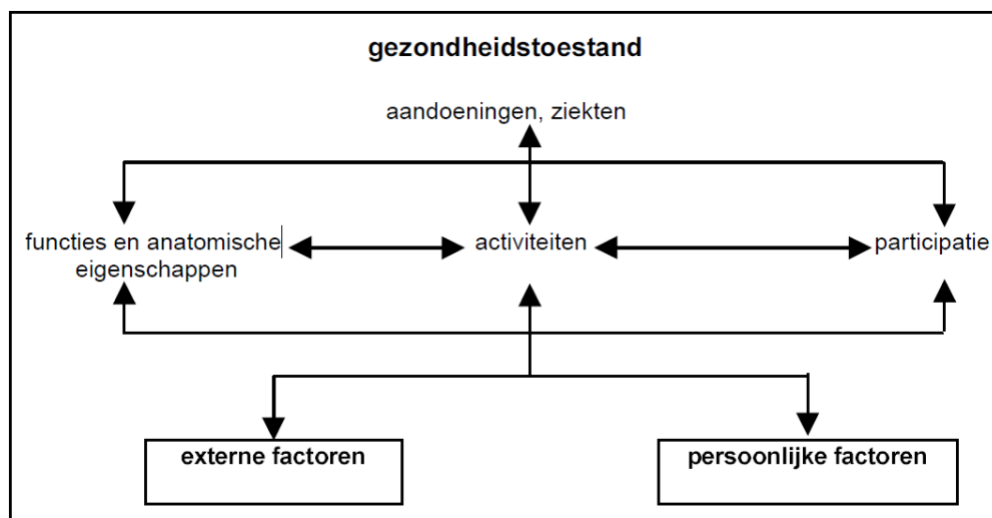 gezondheidstoestand
aandoeningen, ziekten
functies en anatomische
eigenschappen
activiteiten
participatie
externe factoren
persoonlijke factoren